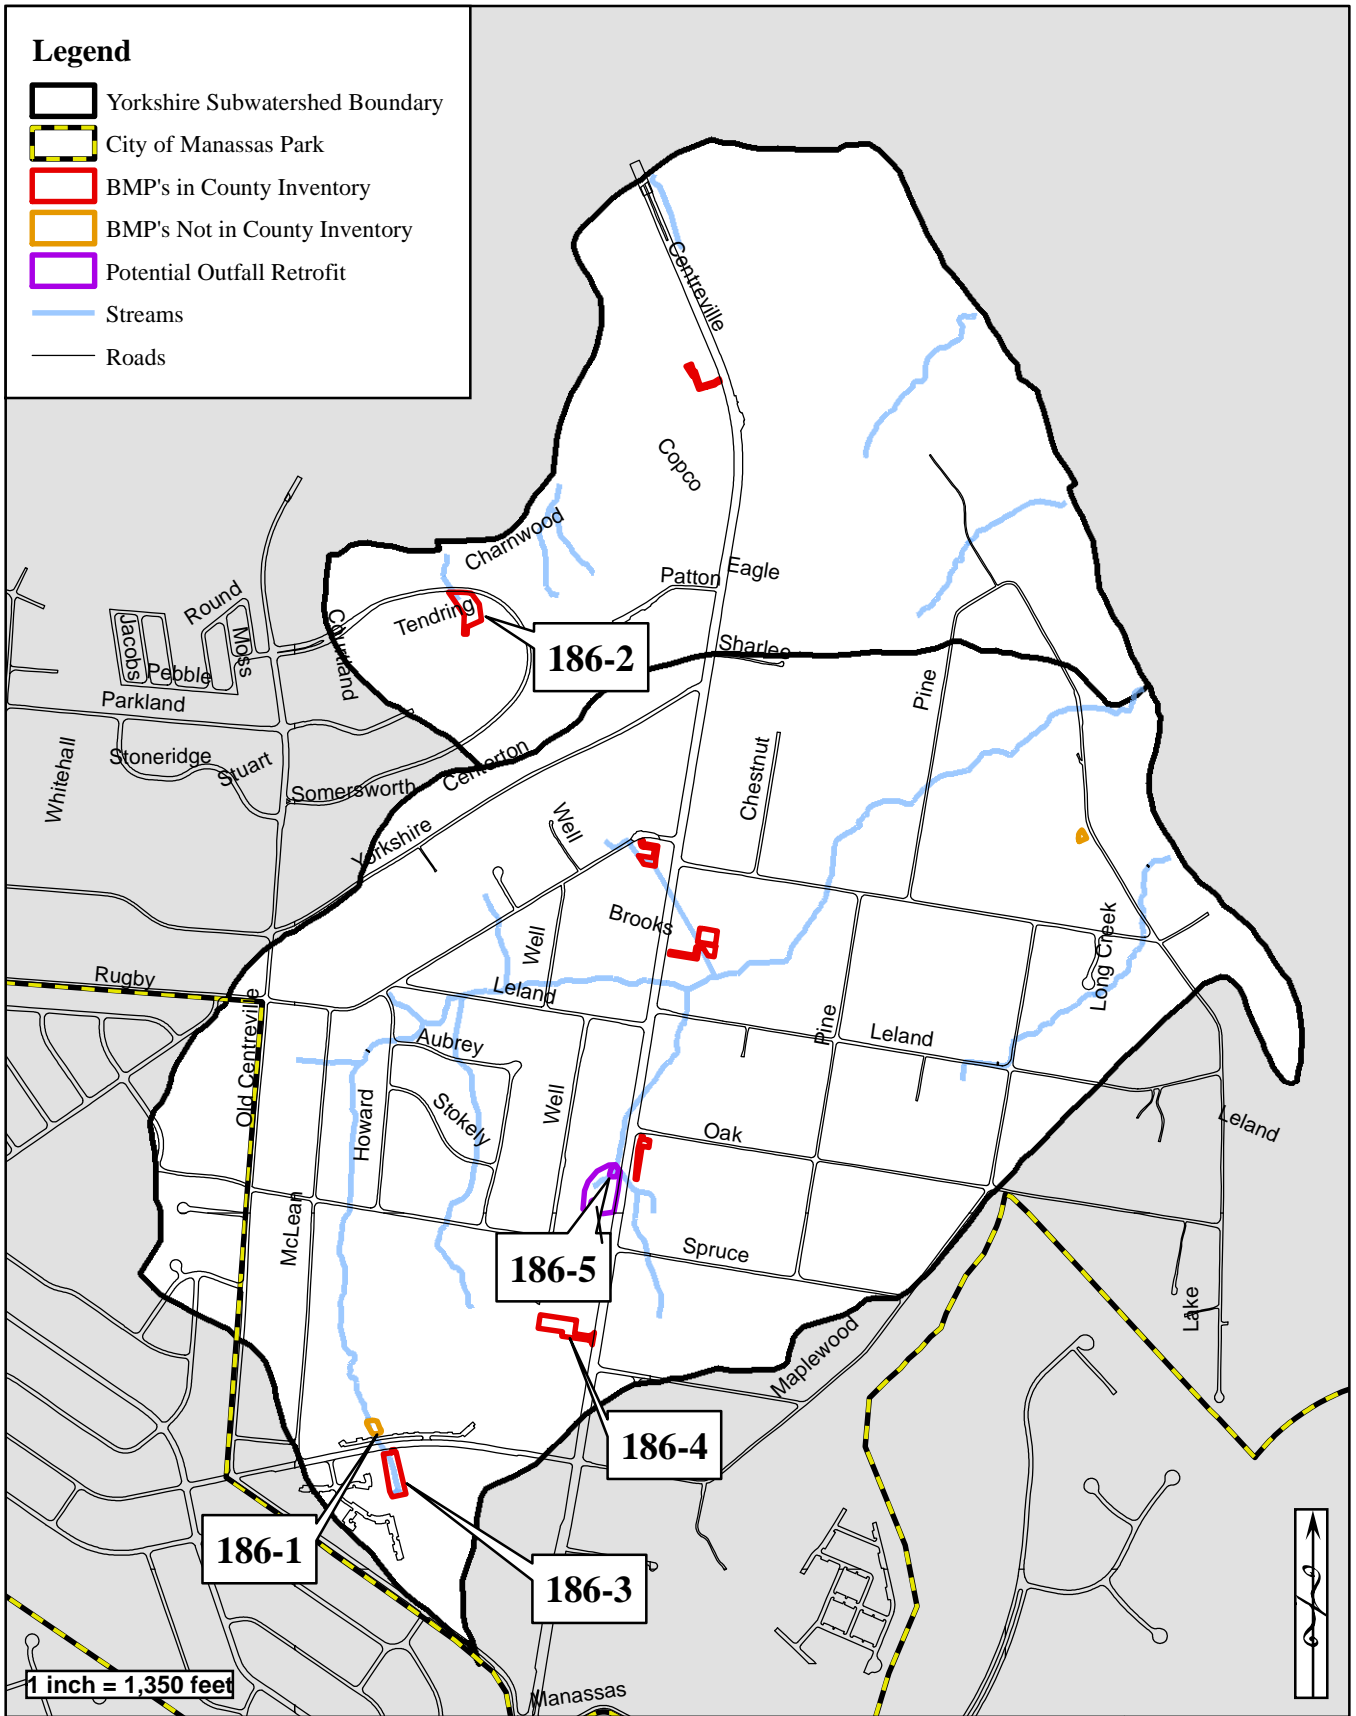 Legend
Yorkshire Subwatershed Boundary
City of Manassas Park
BMP's in County Inventory
BMP's Not in County Inventory
Potential Outfall Retrofit
Streams
Roads
Centreville
Copco
Charnwood
Eagle
Patton
Round
Tendring
Jacobs
Moss
Courtland
Sharlee
186-2
Pebble
Parkland
Pine
Whitehall
Stoneridge
Stuart
Somersworth
Centerton
Chestnut
Yorkshire
Well
Brooks
Well
Long Creek
Rugby
Leland
Old Centreville
Pine
Leland
Aubrey
Well
Howard
Stokely
Oak
Leland
McLean
Spruce
186-5
Lake
Maplewood
186-4
186-1
186-3
1 inch = 1,350 feet
Manassas